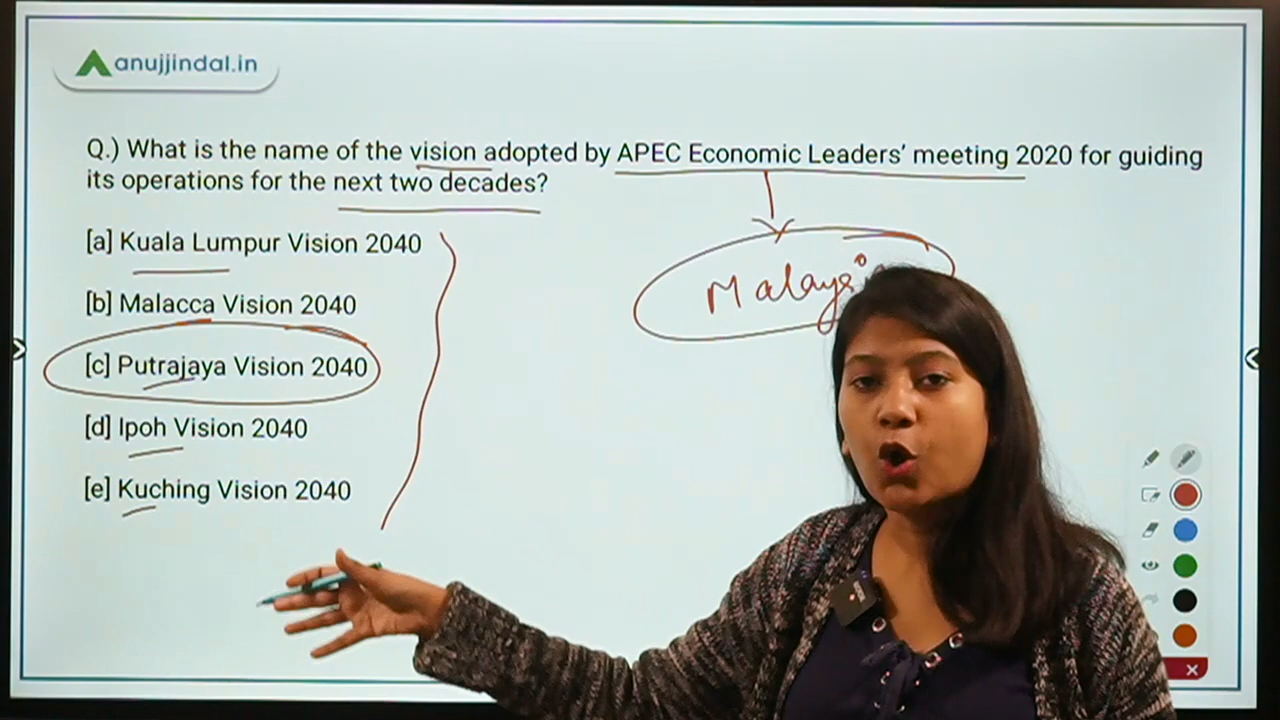 anujjindal.in
Q.) What is the name of the vision adopted by APEC Economic Leaders’ meeting 2020 for guiding
its operations for the next two decades?
[a] Kuala Lumpur Vision 2040
Malaysi
[b] Malacca Vision 2040
[c] Putrajaya Vision 2040
[d] Ipoh Vision 2040
[e] Kuching Vision 2040